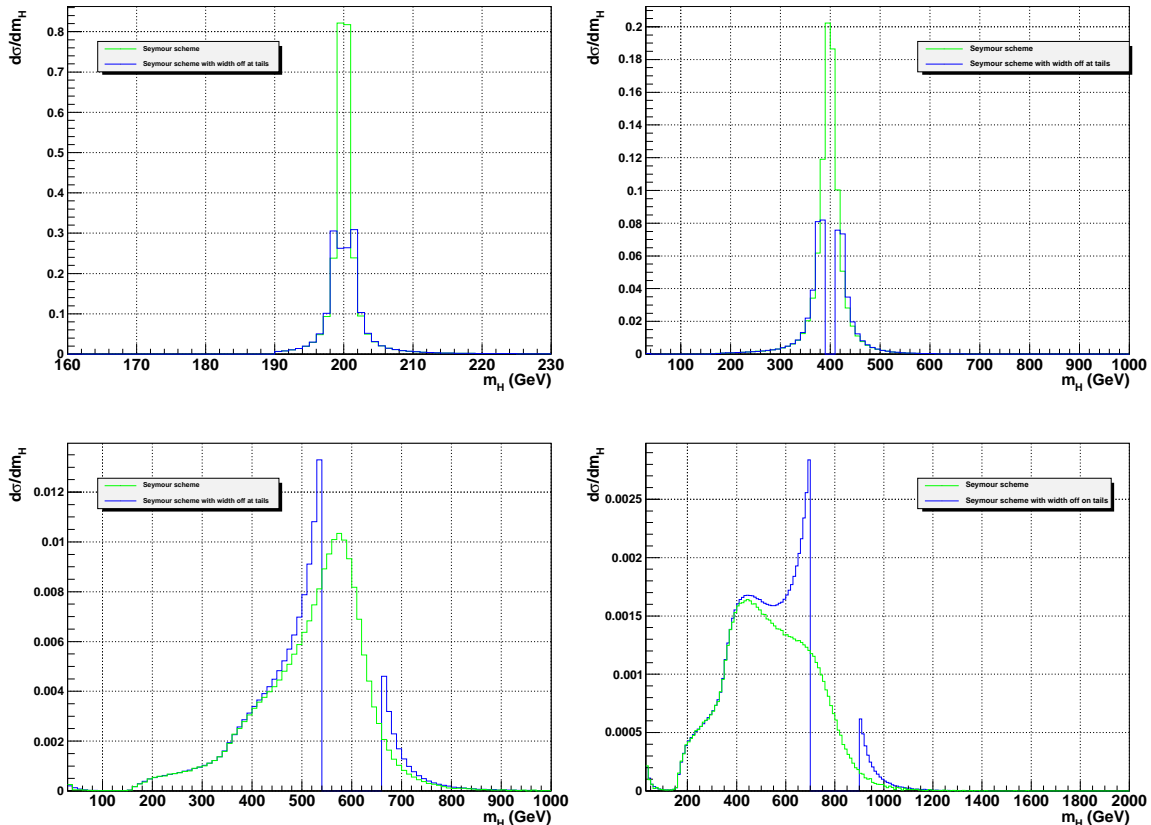 dσ/dm_H
0.8
0.7
0.6
0.5
0.4
0.3
0.2
0.1
0
Seymour scheme
Seymour scheme with width off at tails
160 170 180 190 200 210 220 230
m_H (GeV)
dσ/dm_H
0.2
0.18
0.16
0.14
0.12
0.1
0.08
0.06
0.04
0.02
0
Seymour scheme
Seymour scheme with width off at tails
100 200 300 400 500 600 700 800 900 1000
m_H (GeV)
dσ/dm_H
0.012
0.01
0.008
0.006
0.004
0.002
0
Seymour scheme
Seymour scheme with width off at tails
100 200 300 400 500 600 700 800 900 1000
m_H (GeV)
dσ/dm_H
0.0025
0.002
0.0015
0.001
0.0005
0
Seymour scheme
Seymour scheme with width off on tails
200 400 600 800 1000 1200 1400 1600 1800 2000
m_H (GeV)